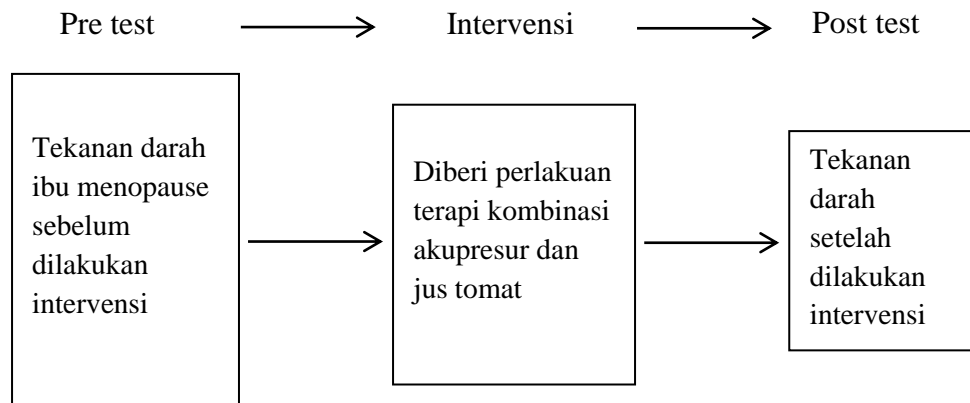 Pre test
Intervensi
Post test
Tekanan darah
ibu menopause
sebelum
dilakukan
intervensi
Diberi perlakuan
terapi kombinasi
akupresur dan
jus tomat
Tekanan
darah
setelah
dilakukan
intervensi